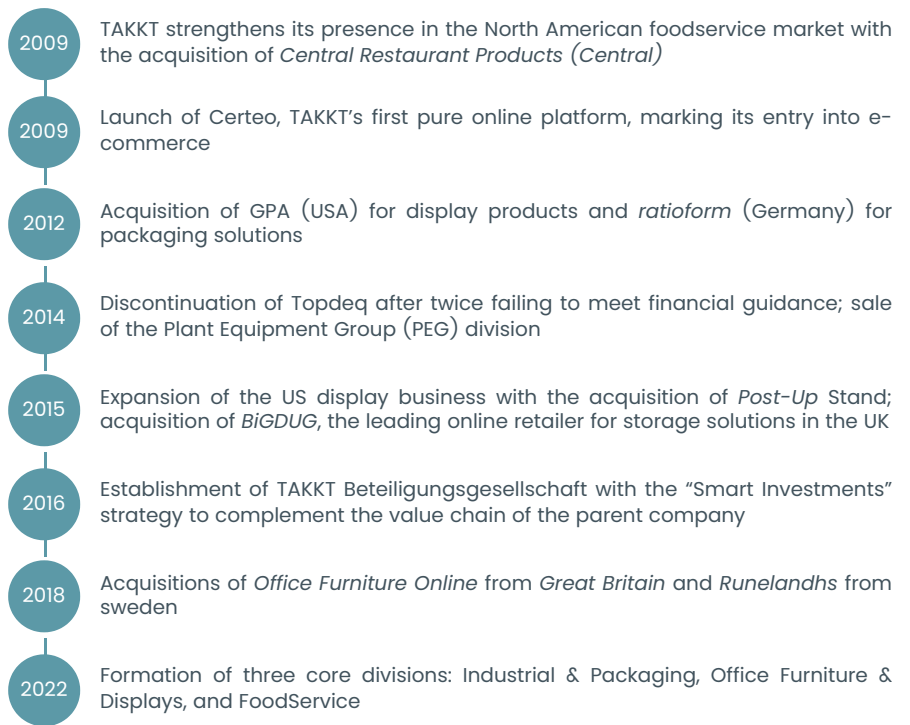 2009
TAKKT strengthens its presence in the North American foodservice market with
the acquisition of Central Restaurant Products (Central)
2009
Launch of Certeo, TAKKT’s first pure online platform, marking its entry into e-
commerce
2012
Acquisition of GPA (USA) for display products and ratioform (Germany) for
packaging solutions
2014
Discontinuation of Topdeq after twice failing to meet financial guidance; sale
of the Plant Equipment Group (PEG) division
2015
Expansion of the US display business with the acquisition of Post-Up Stand;
acquisition of BiGDUG, the leading online retailer for storage solutions in the UK
2016
Establishment of TAKKT Beteiligungsgesellschaft with the “Smart Investments”
strategy to complement the value chain of the parent company
2018
Acquisitions of Office Furniture Online from Great Britain and Runelandhs from
sweden
2022
Formation of three core divisions: Industrial & Packaging, Office Furniture &
Displays, and FoodService